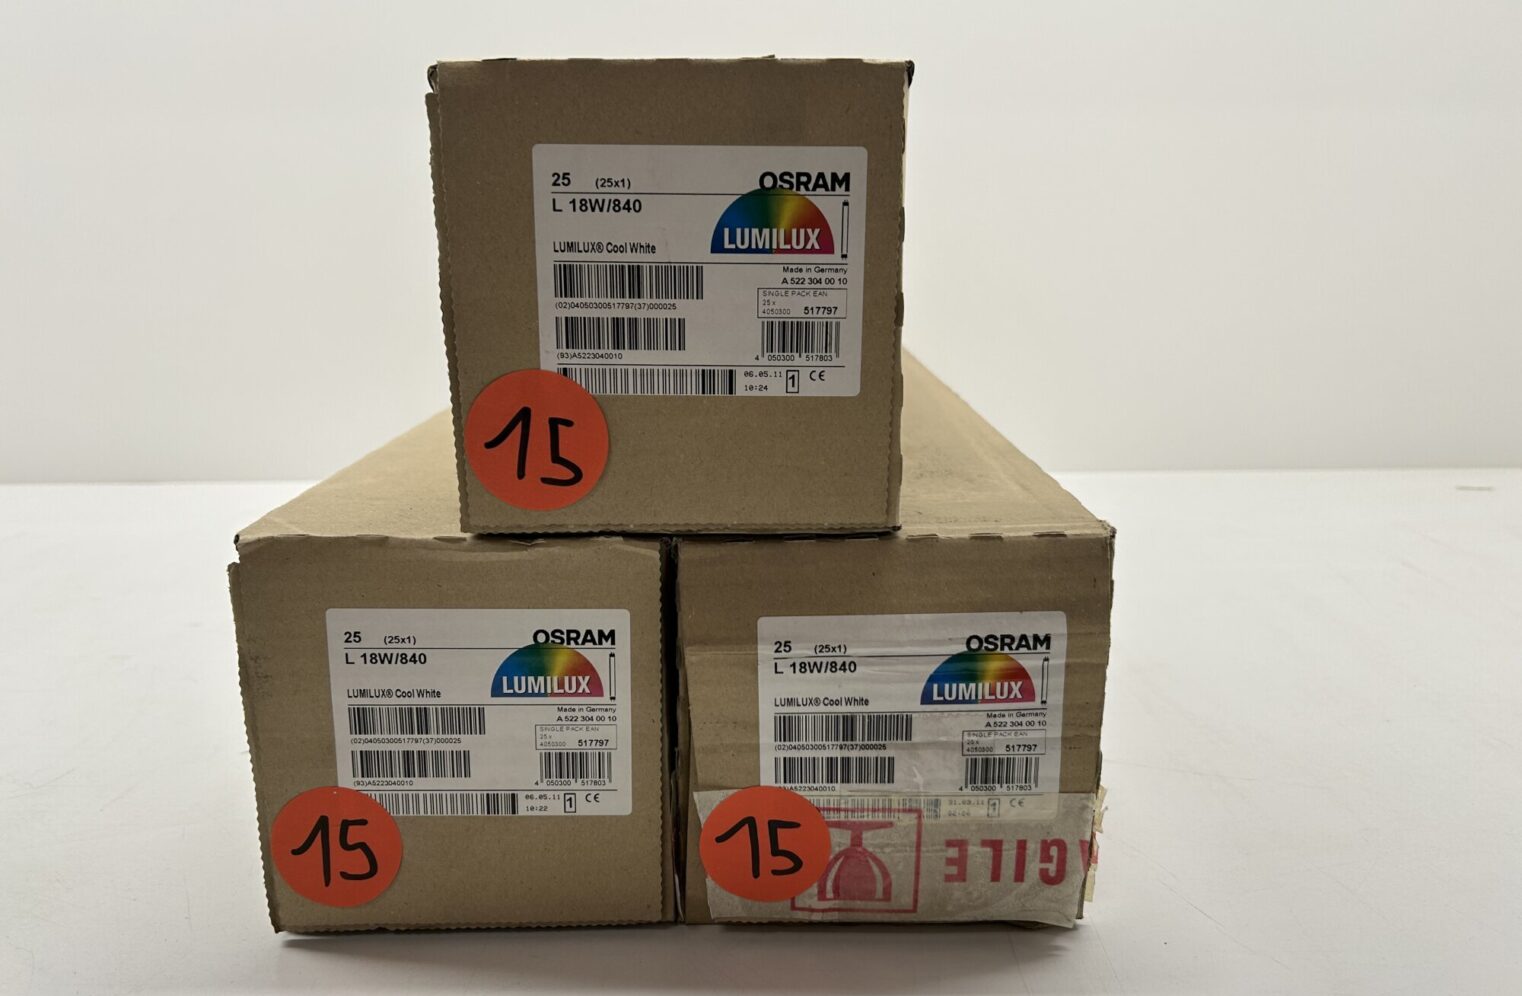 25 (25x1)
OSRAM
L 18W/840
LUMILUX
LUMILUX® Cool White
Made in Germany
A 522 304 00 10
SINGLE PACK EAN
25 x
4050300 517797
(02)04050300517797(37)000025
(93)A5223040010
4 050300 517803
06.05.11
10:24
1 CE
15
25 (25x1)
OSRAM
L 18W/840
LUMILUX
LUMILUX® Cool White
Made in Germany
A 522 304 00 10
SINGLE PACK EAN
25 x
4050300 517797
(02)04050300517797(37)000025
(93)A5223040010
4 050300 517803
06.05.11
10:22
1 CE
15
25 (25x1)
OSRAM
L 18W/840
LUMILUX
LUMILUX® Cool White
Made in Germany
A 522 304 00 10
SINGLE PACK EAN
25 x
4050300 517797
(02)04050300517797(37)000025
(93)A5223040010
4 050300 517803
1 CE
15
AGILE